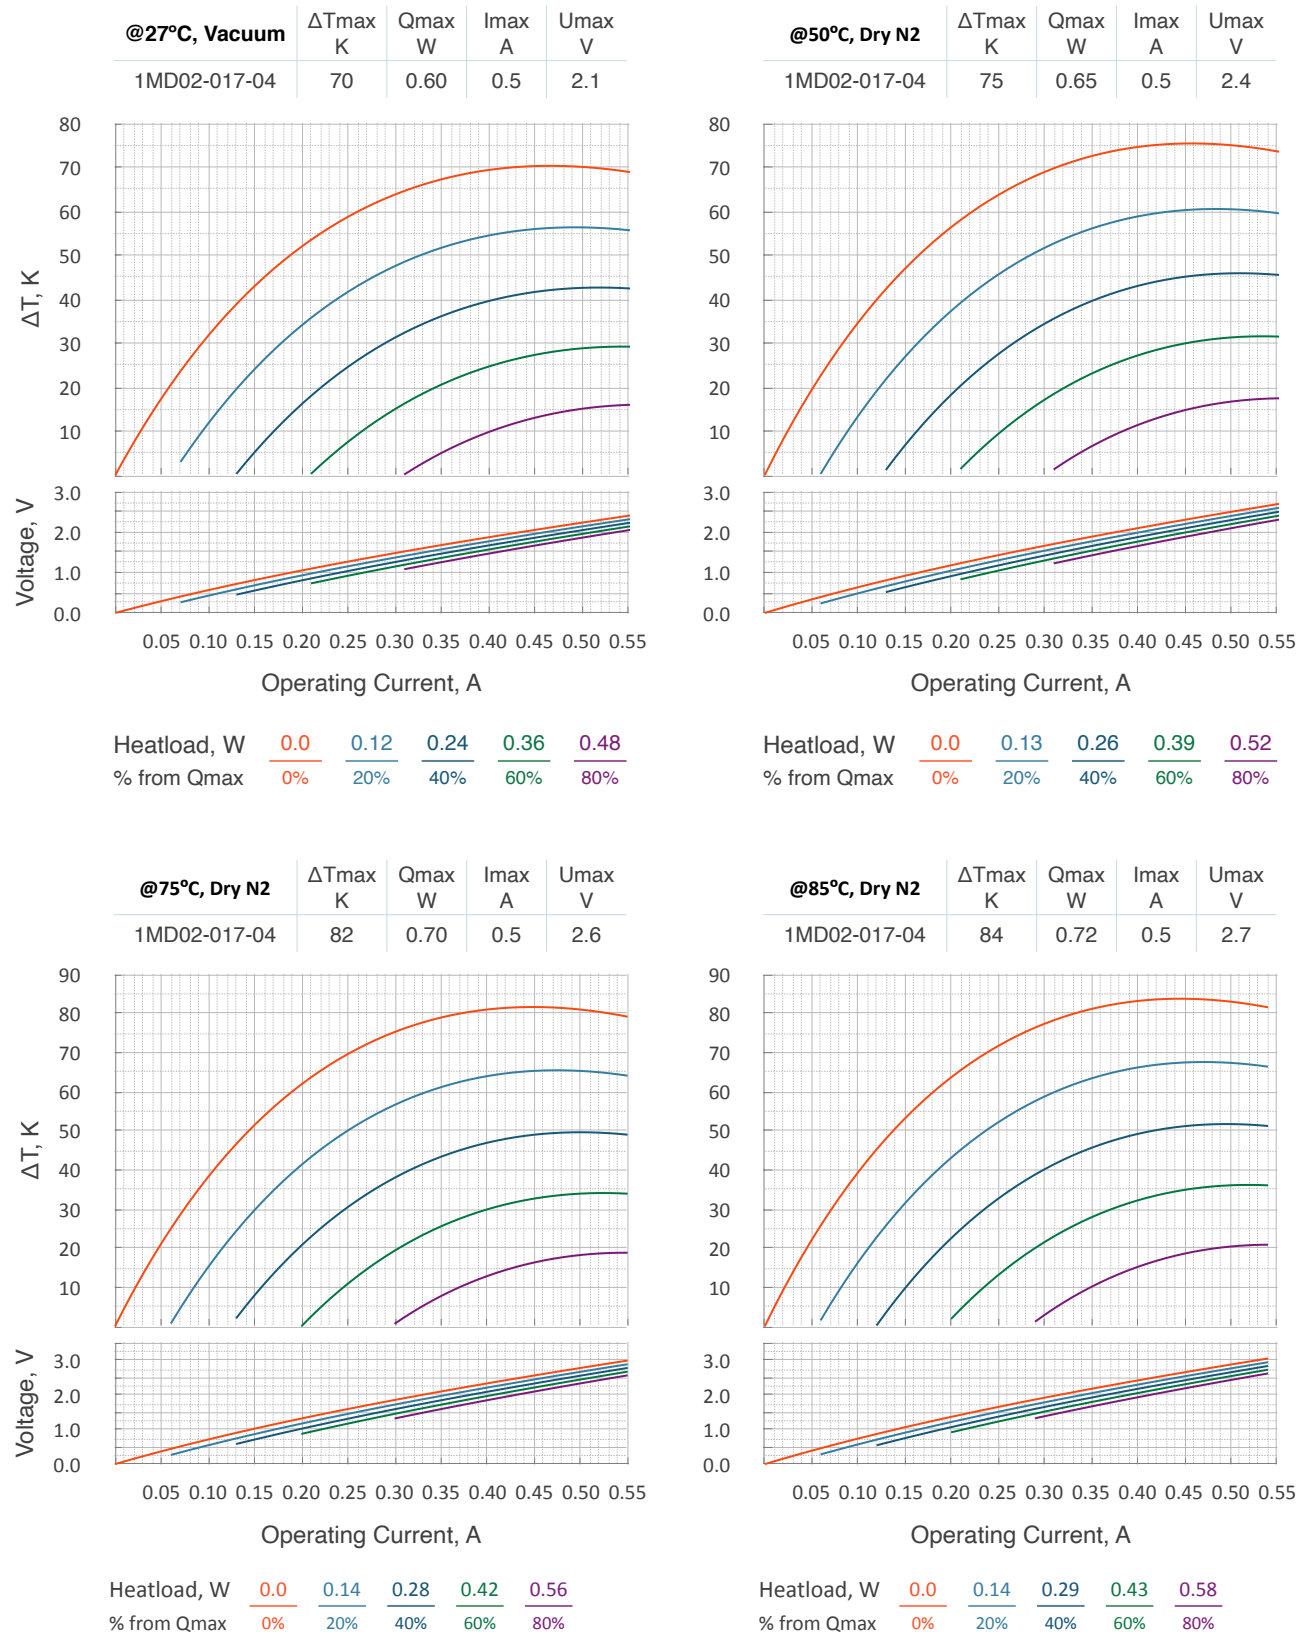 @27°C, Vacuum ΔTmax K Qmax W Imax A Umax V
1MD02-017-04 70 0.60 0.5 2.1
80
70
60
50
40
30
20
10
ΔT, K
3.0
2.0
1.0
0.0
Voltage, V
0.05 0.10 0.15 0.20 0.25 0.30 0.35 0.40 0.45 0.50 0.55
Operating Current, A
Heatload, W 0.0 0.12 0.24 0.36 0.48
% from Qmax 0% 20% 40% 60% 80%
@50°C, Dry N2 ΔTmax K Qmax W Imax A Umax V
1MD02-017-04 75 0.65 0.5 2.4
80
70
60
50
40
30
20
10
3.0
2.0
1.0
0.0
0.05 0.10 0.15 0.20 0.25 0.30 0.35 0.40 0.45 0.50 0.55
Operating Current, A
Heatload, W 0.0 0.13 0.26 0.39 0.52
% from Qmax 0% 20% 40% 60% 80%
@75°C, Dry N2 ΔTmax K Qmax W Imax A Umax V
1MD02-017-04 82 0.70 0.5 2.6
90
80
70
60
50
40
30
20
10
ΔT, K
3.0
2.0
1.0
0.0
Voltage, V
0.05 0.10 0.15 0.20 0.25 0.30 0.35 0.40 0.45 0.50 0.55
Operating Current, A
Heatload, W 0.0 0.14 0.28 0.42 0.56
% from Qmax 0% 20% 40% 60% 80%
@85°C, Dry N2 ΔTmax K Qmax W Imax A Umax V
1MD02-017-04 84 0.72 0.5 2.7
90
80
70
60
50
40
30
20
10
3.0
2.0
1.0
0.0
0.05 0.10 0.15 0.20 0.25 0.30 0.35 0.40 0.45 0.50 0.55
Operating Current, A
Heatload, W 0.0 0.14 0.29 0.43 0.58
% from Qmax 0% 20% 40% 60% 80%